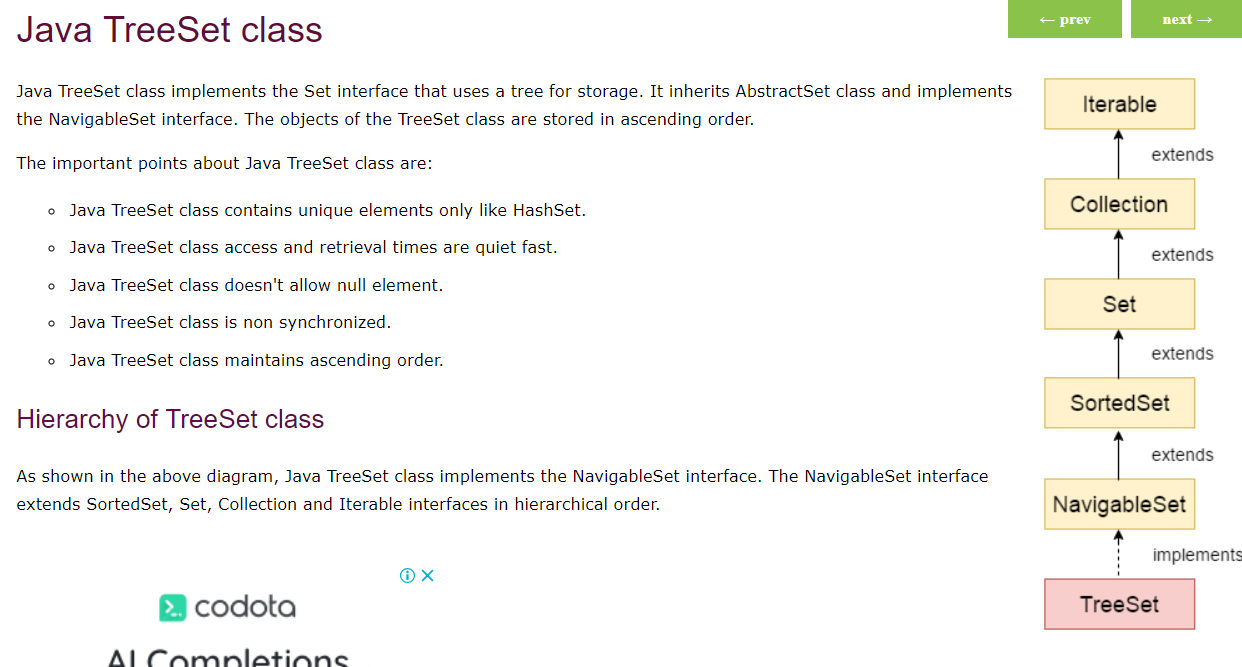 Java TreeSet class
← prev
next →
Java TreeSet class implements the Set interface that uses a tree for storage. It inherits AbstractSet class and implements
the NavigableSet interface. The objects of the TreeSet class are stored in ascending order.
The important points about Java TreeSet class are:
Java TreeSet class contains unique elements only like HashSet.
Java TreeSet class access and retrieval times are quiet fast.
Java TreeSet class doesn't allow null element.
Java TreeSet class is non synchronized.
Java TreeSet class maintains ascending order.
Hierarchy of TreeSet class
As shown in the above diagram, Java TreeSet class implements the NavigableSet interface. The NavigableSet interface
extends SortedSet, Set, Collection and Iterable interfaces in hierarchical order.
codota
AI Completions
Iterable
extends
Collection
extends
Set
extends
SortedSet
extends
NavigableSet
implements
TreeSet